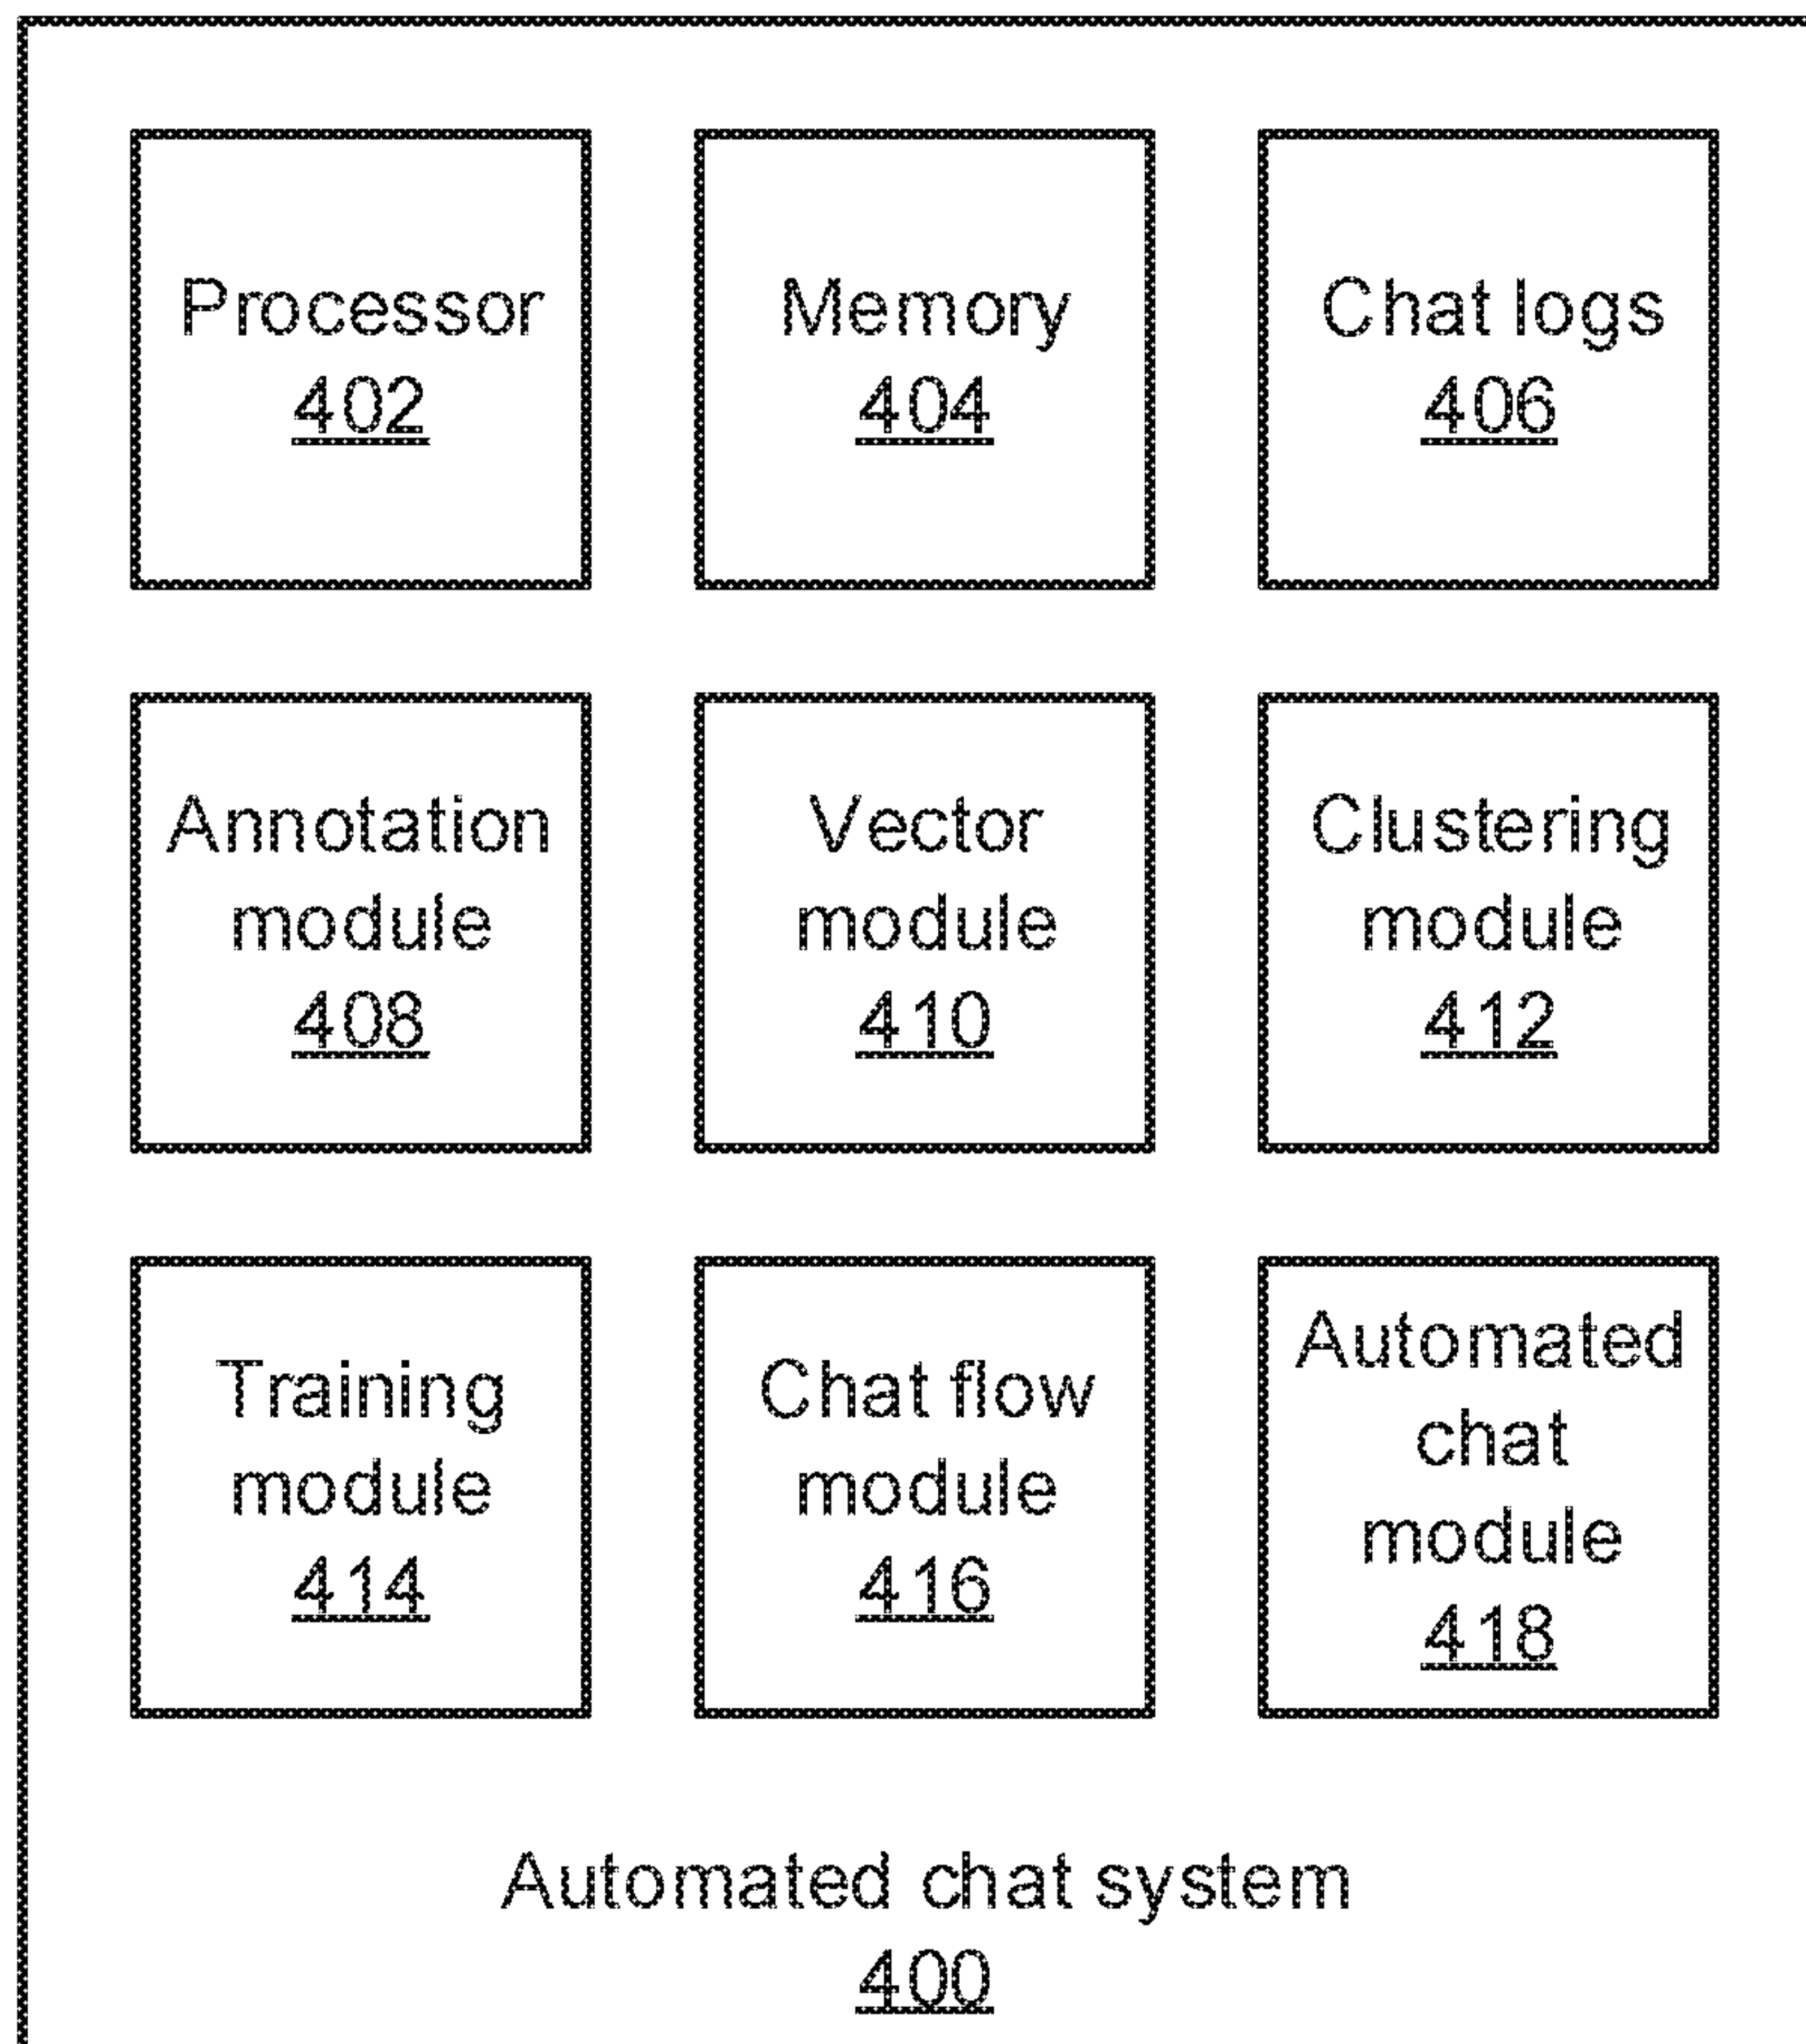 Processor
402
Memory
404
Chat logs
406
Annotation
module
408
Vector
module
410
Clustering
module
412
Training
module
414
Chat flow
module
416
Automated
chat
module
418
Automated chat system
400